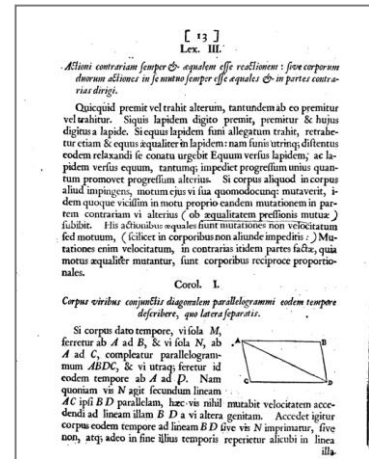 [ 13 ]
Lex. III.
Actioni contrariam semper & æqualem esse reactionem : sive corporum
duorum actiones in se mutuo semper esse æquales & in partes contra-
rias dirigi.
Quicquid premit vel trahit alterum, tantundem ab eo premitur
vel trahitur. Siquis lapidem digito premit, premitur & hujus
digitus a lapide. Si equus lapidem funi allegatum trahit, retrahe-
tur etiam & equus æqualiter in lapidem: nam funis utrinq; distentus
eodem relaxandi se conatu urgebit Equum versus lapidem, ac la-
pidem versus equum, tantumq; impediet progressum unius quan-
tum promovet progressum alterius. Si corpus aliquod in corpus
aliud impingens, motum ejus vi sua quomodocunq: mutaverit, i-
dem quoque vicissim in motu proprio eandem mutationem in par-
tem contrariam vi alterius ( ob æqualitatem pressionis mutuæ )
subibit. His actionibus æquales fiunt mutationes non velocitatum
sed motuum, ( scilicet in corporibus non aliunde impeditis : ) Mu-
tationes enim velocitatum, in contrarias itidem partes factæ, quia
motus æqualiter mutantur, sunt corporibus reciproce proportio-
nales.
Corol. I.
Corpus viribus conjunctis diagonalem parallelogrammi eodem tempore
describere, quo latera separatis.
Si corpus dato tempore, vi sola M,
ferretur ab A ad B, & vi sola N, ab
A ad C, compleatur parallelogram-
mum ABDC, & vi utraq; feretur id
eodem tempore ab A ad D. Nam
quoniam vis N agit secundum lineam
AC ipsi BD parallelam, hæc vis nihil mutabit velocitatem acce-
dendi ad lineam illam BD a vi altera genitam. Accedet igitur
corpus eodem tempore ad lineam BD sive vis N imprimatur, sive
non, atq; adeo in fine illius temporis reperietur alicubi in linea
illa
A
B
C
D